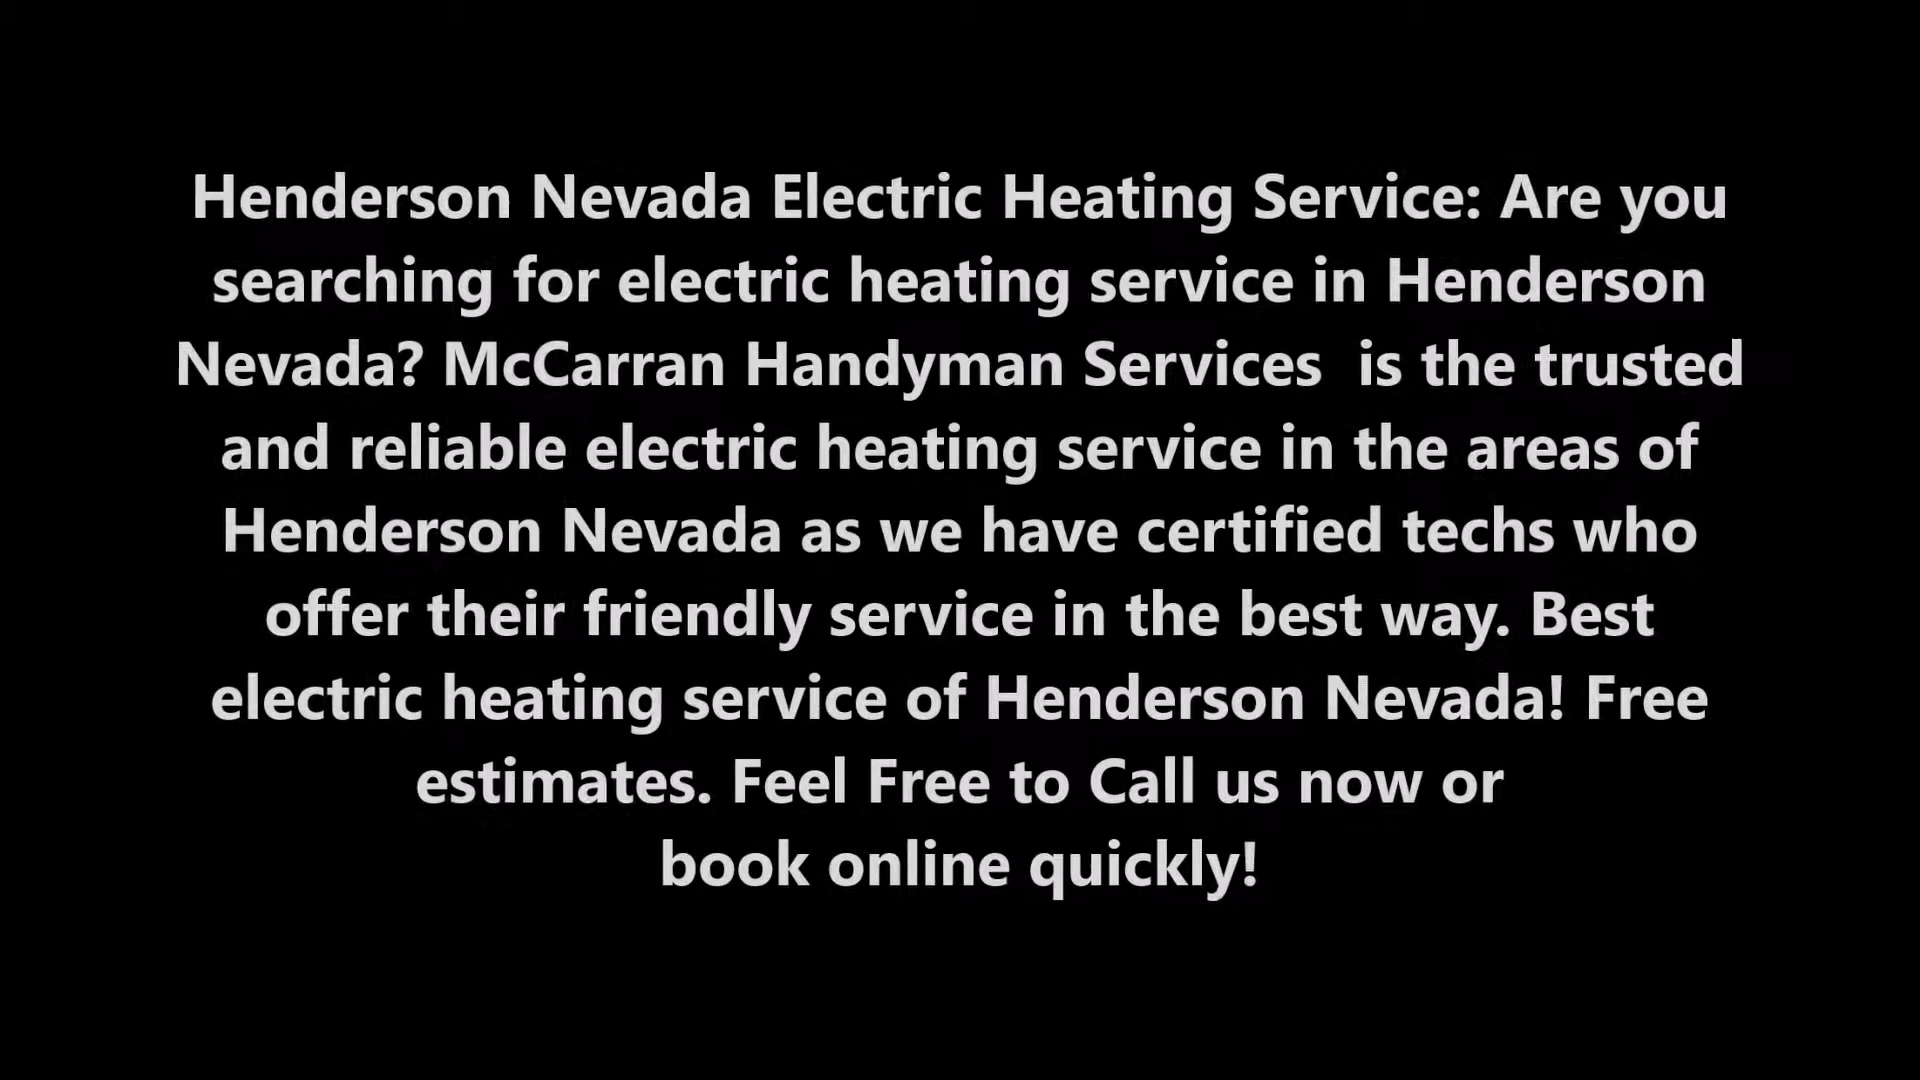 Henderson Nevada Electric Heating Service: Are you
searching for electric heating service in Henderson
Nevada? McCarran Handyman Services  is the trusted
and reliable electric heating service in the areas of
Henderson Nevada as we have certified techs who
offer their friendly service in the best way. Best
electric heating service of Henderson Nevada! Free
estimates. Feel Free to Call us now or
book online quickly!